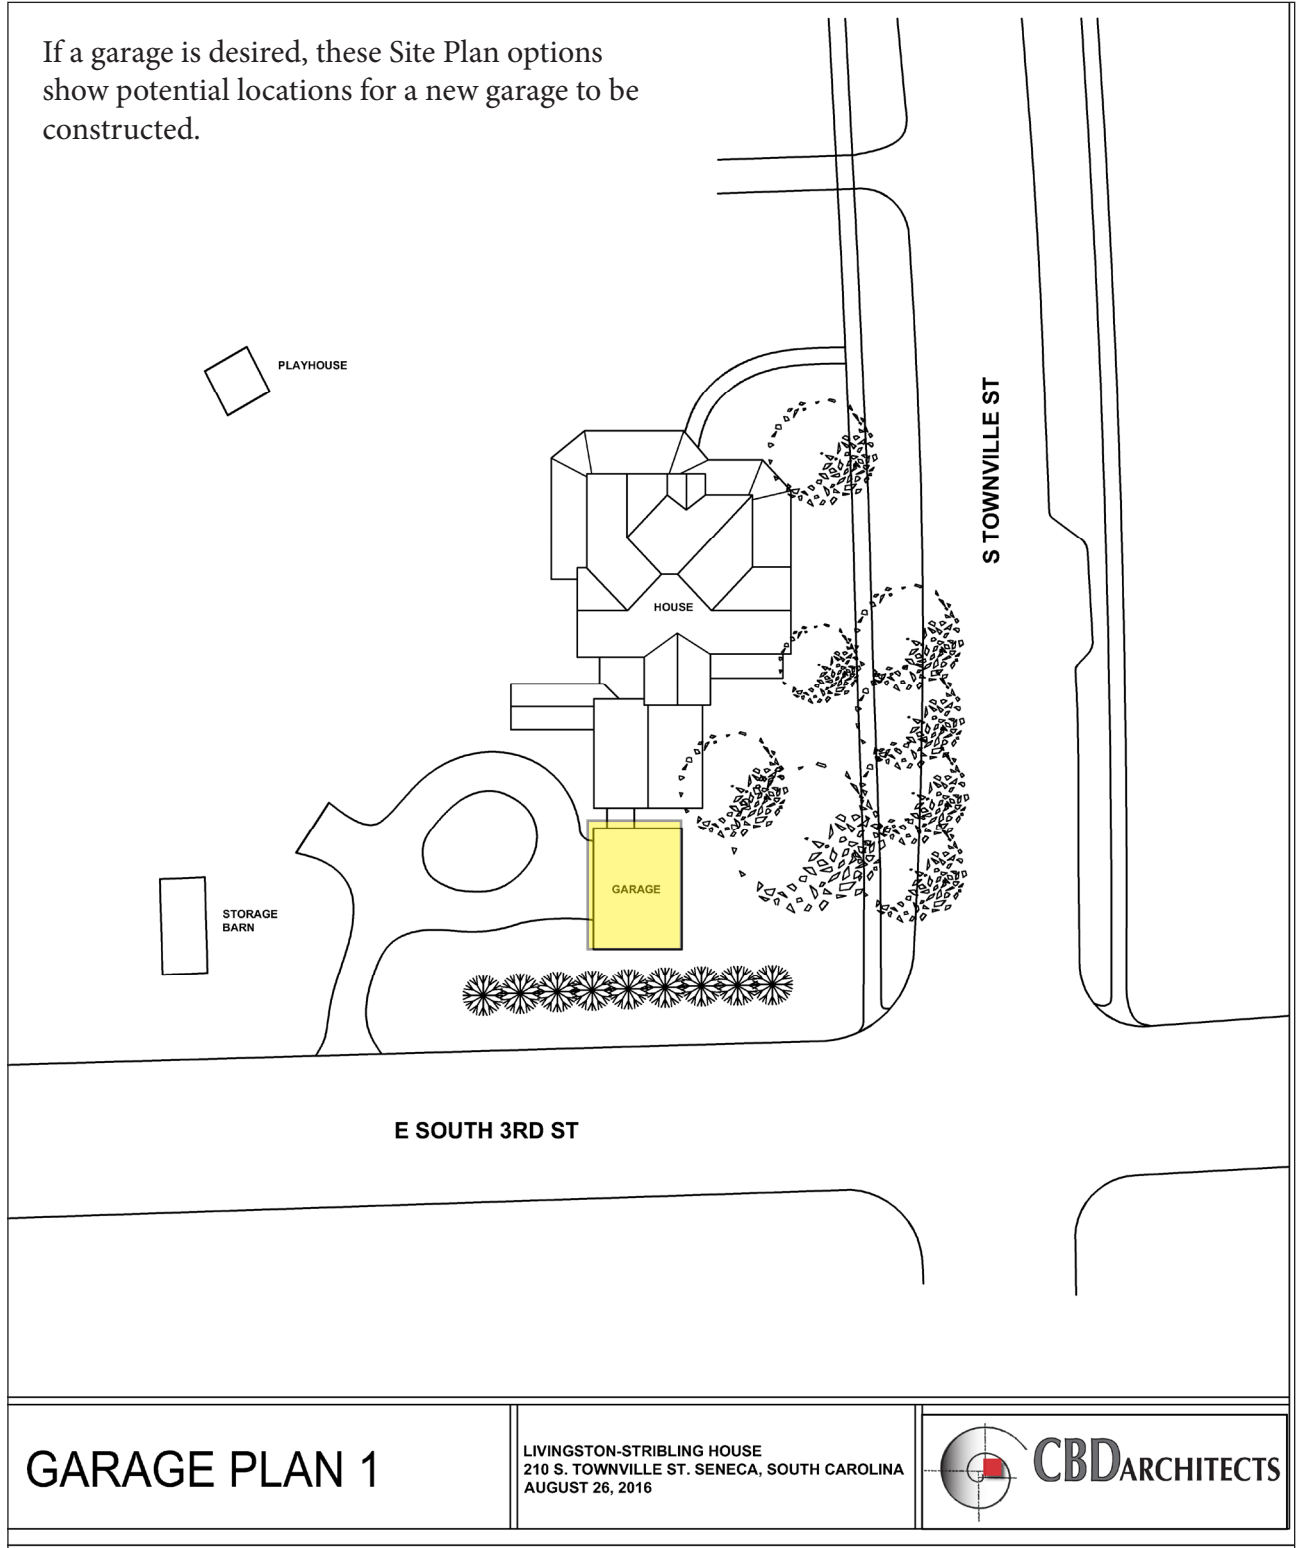 If a garage is desired, these Site Plan options
show potential locations for a new garage to be
constructed.
PLAYHOUSE
S TOWNVILLE ST
HOUSE
GARAGE
STORAGE
BARN
E SOUTH 3RD ST
GARAGE PLAN 1
LIVINGSTON-STRIBLING HOUSE
210 S. TOWNVILLE ST. SENECA, SOUTH CAROLINA
AUGUST 26, 2016
CBDARCHITECTS